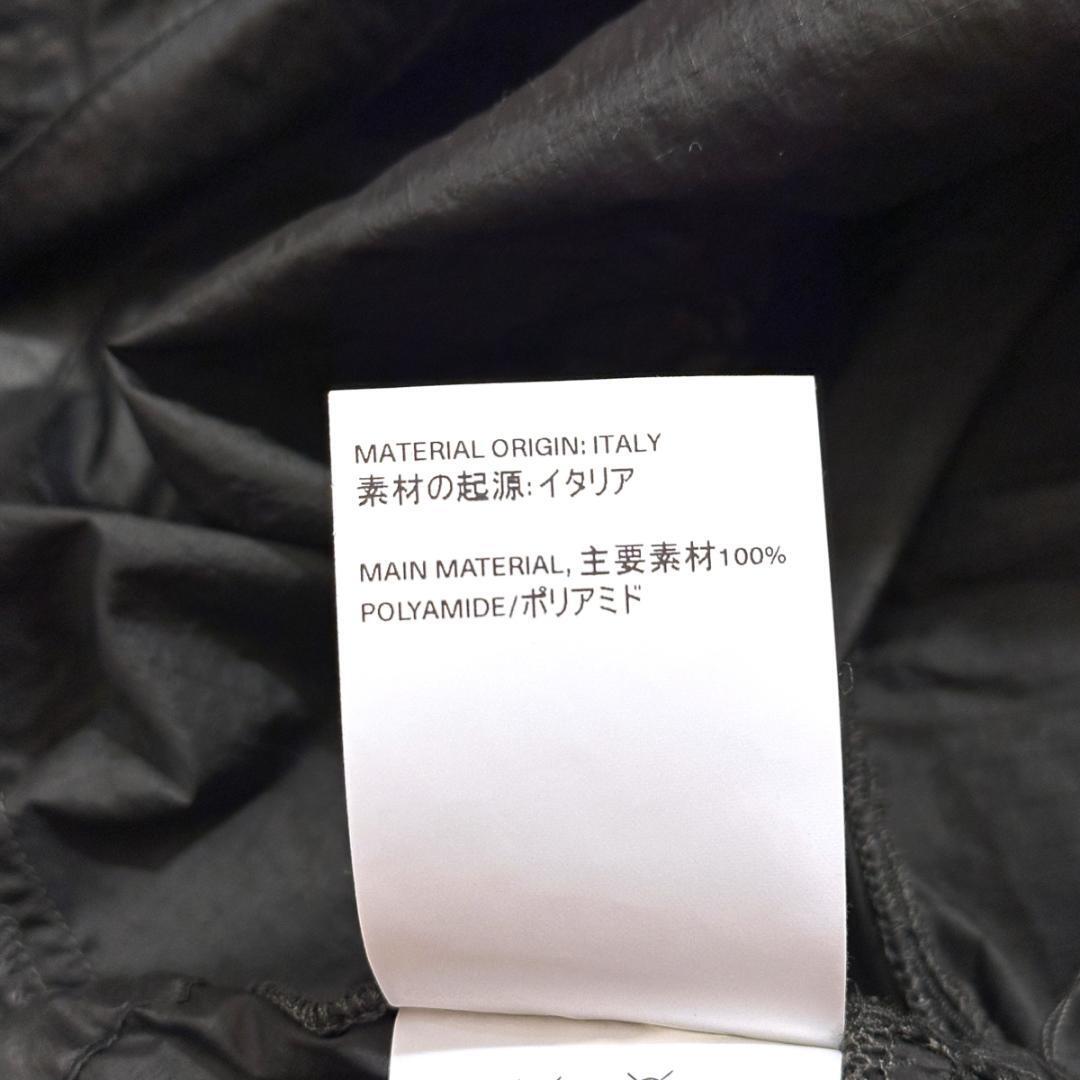 MATERIAL ORIGIN: ITALY
素材の起源: イタリア
MAIN MATERIAL, 主要素材100%
POLYAMIDE/ポリアミド